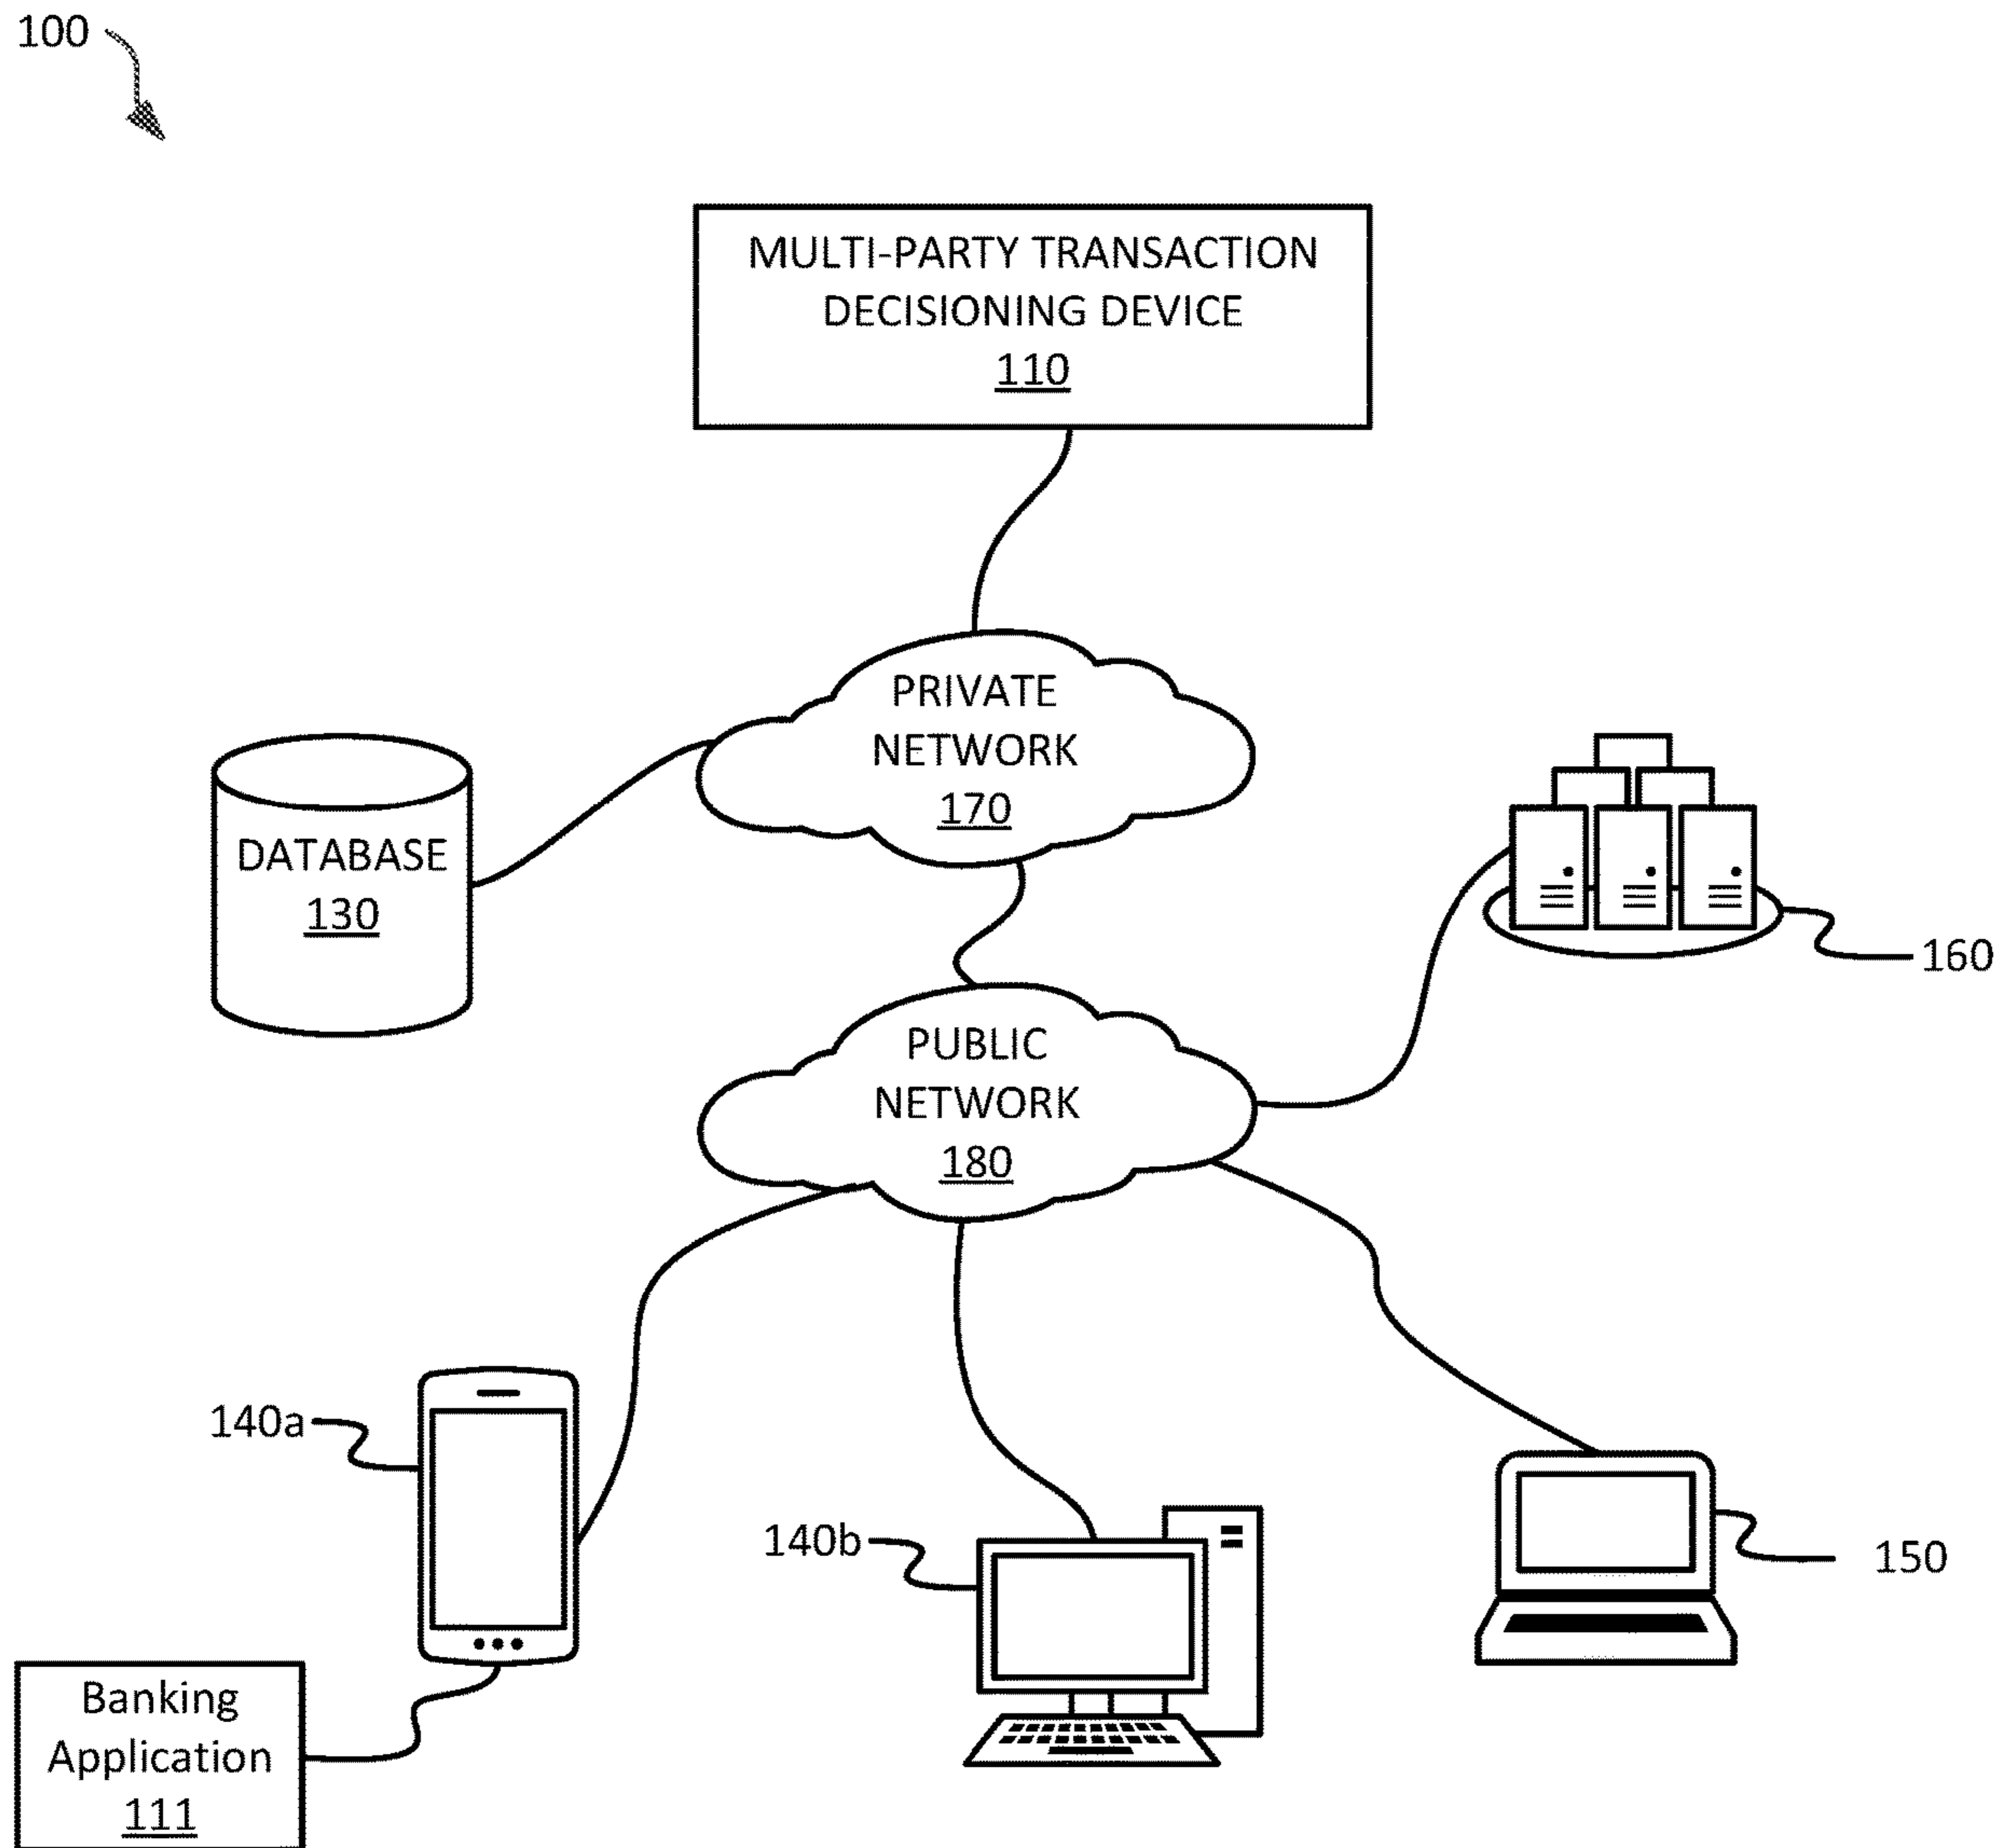 100
MULTI-PARTY TRANSACTION
DECISIONING DEVICE
110
PRIVATE
NETWORK
170
DATABASE
130
160
PUBLIC
NETWORK
180
140a
140b
150
Banking
Application
111